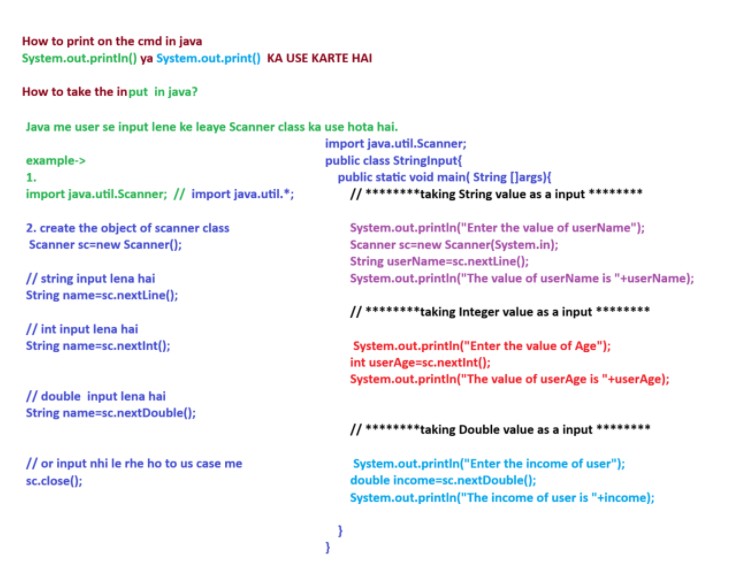 How to print on the cmd in java
System.out.println() ya System.out.print() KA USE KARTE HAI
How to take the input in java?
Java me user se input lene ke leaye Scanner class ka use hota hai.
example->
1.
import java.util.Scanner; // import java.util.*;
2. create the object of scanner class
Scanner sc=new Scanner();
// string input lena hai
String name=sc.nextLine();
// int input lena hai
String name=sc.nextInt();
// double input lena hai
String name=sc.nextDouble();
// or input nhi le rhe ho to us case me
sc.close();
import java.util.Scanner;
public class StringInput{
public static void main( String []args){
// ********taking String value as a input ********
System.out.println("Enter the value of userName");
Scanner sc=new Scanner(System.in);
String userName=sc.nextLine();
System.out.println("The value of userName is "+userName);
// ********taking Integer value as a input ********
System.out.println("Enter the value of Age");
int userAge=sc.nextInt();
System.out.println("The value of userAge is "+userAge);
// ********taking Double value as a input ********
System.out.println("Enter the income of user");
double income=sc.nextDouble();
System.out.println("The income of user is "+income);
}
}